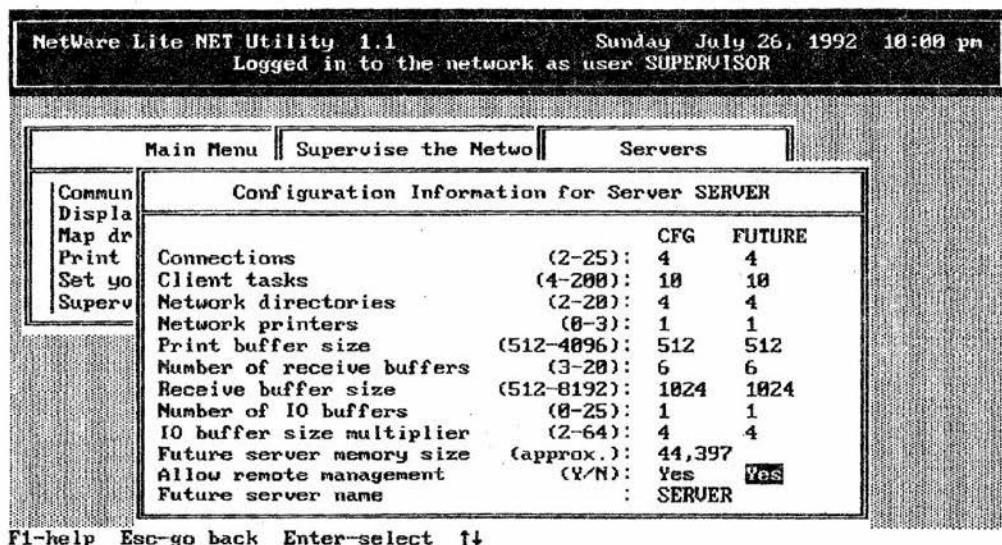 NetWare Lite NET Utility 1.1 Sunday July 26, 1992 10:00 pm
Logged in to the network as user SUPERVISOR
Main Menu Supervise the Netwo Servers
Commun
Displa
Map dr
Print
Set yo
Superv
Configuration Information for Server SERVER
CFG FUTURE
Connections (2-25): 4 4
Client tasks (4-200): 10 10
Network directories (2-20): 4 4
Network printers (0-3): 1 1
Print buffer size (512-4096): 512 512
Number of receive buffers (3-20): 6 6
Receive buffer size (512-8192): 1024 1024
Number of IO buffers (0-25): 1 1
IO buffer size multiplier (2-64): 4 4
Future server memory size (approx.): 44,397
Allow remote management (Y/N): Yes Yes
Future server name : SERVER
F1-help Esc-go back Enter-select ↑↓